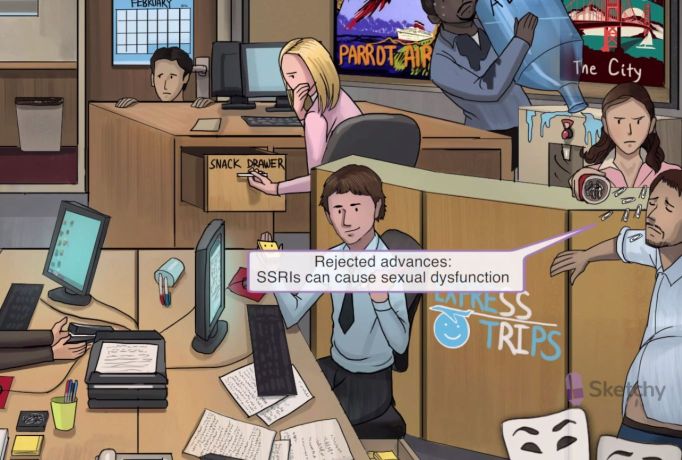 FEBRUARY
PARROT AIR
The City
SNACK DRAWER
Rejected advances:
SSRIs can cause sexual dysfunction
EXPRESS
TRIPS
Sketchy